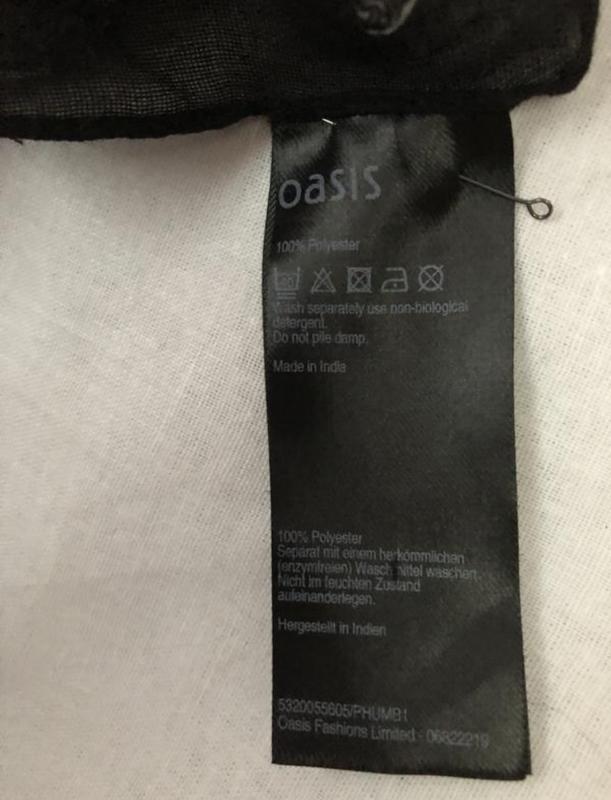 oasis
100% Polyester
Wash separately use non-biological
detergent.
Do not pile damp.
Made in India
100% Polyester
Separat mit einem herkömmlichen
(enzymfreien) Waschmittel waschen.
Nicht im feuchten Zustand
aufeinanderlegen.
Hergestellt in Indien
5320055605/PHUMB1
Oasis Fashions Limited - 06822219